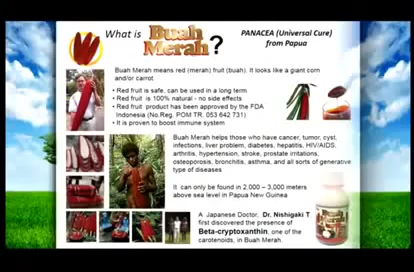 What is Buah Merah ?
PANACEA (Universal Cure)
from Papua
Buah Merah means red (merah) fruit (buah). It looks like a giant corn
and/or carrot
• Red fruit is safe, can be used in a long term
• Red fruit is 100% natural - no side effects
• Red fruit product has been approved by the FDA
Indonesia (No.Reg. POM TR. 053 642 731)
• It is proven to boost immune system
Buah Merah helps those who have cancer, tumor, cyst,
infections, liver problem, diabetes, hepatitis, HIV/AIDS,
arthritis, hypertension, stroke, prostate irritations,
osteoporosis, bronchitis, asthma, and all sorts of generative
type of diseases
It can only be found in 2.000 – 3.000 meters
above sea level in Papua New Guinea
A Japanese Doctor, Dr. Nishigaki T
first discovered the presence of
Beta-cryptoxanthin, one of the
carotenoids, in Buah Merah.